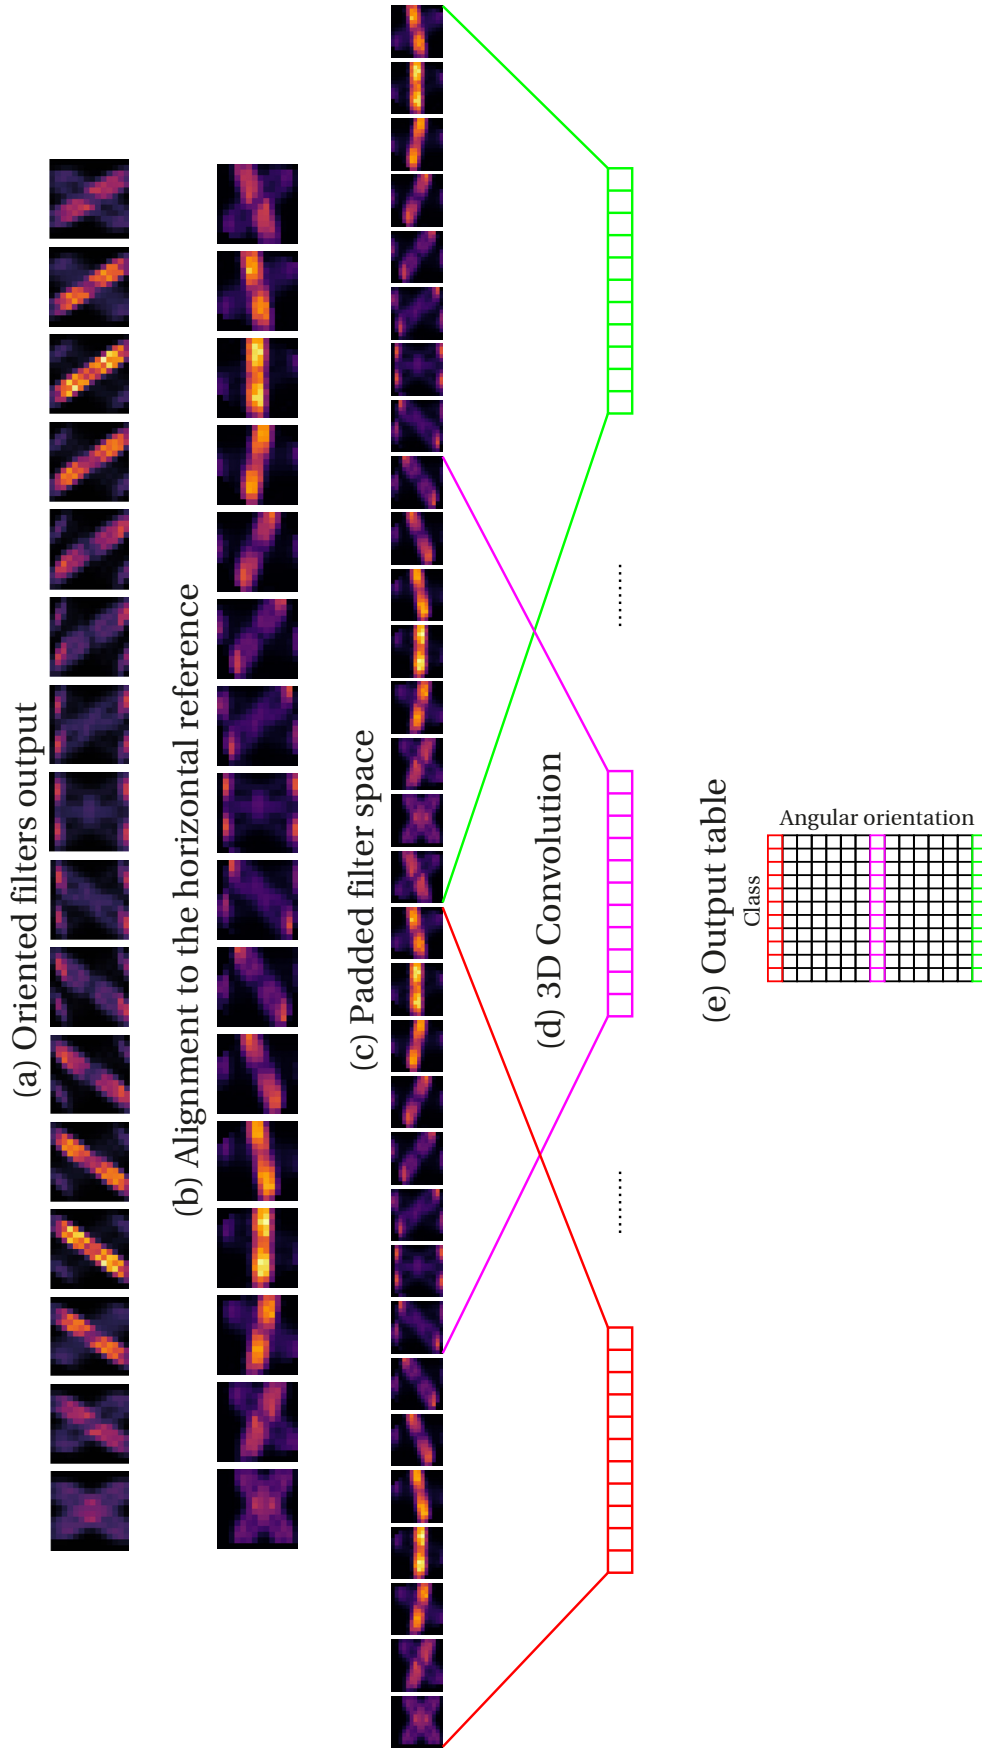 (a) Oriented filters output
(b) Alignment to the horizontal reference
(c) Padded filter space
(d) 3D Convolution
(e) Output table
Class
Angular orientation